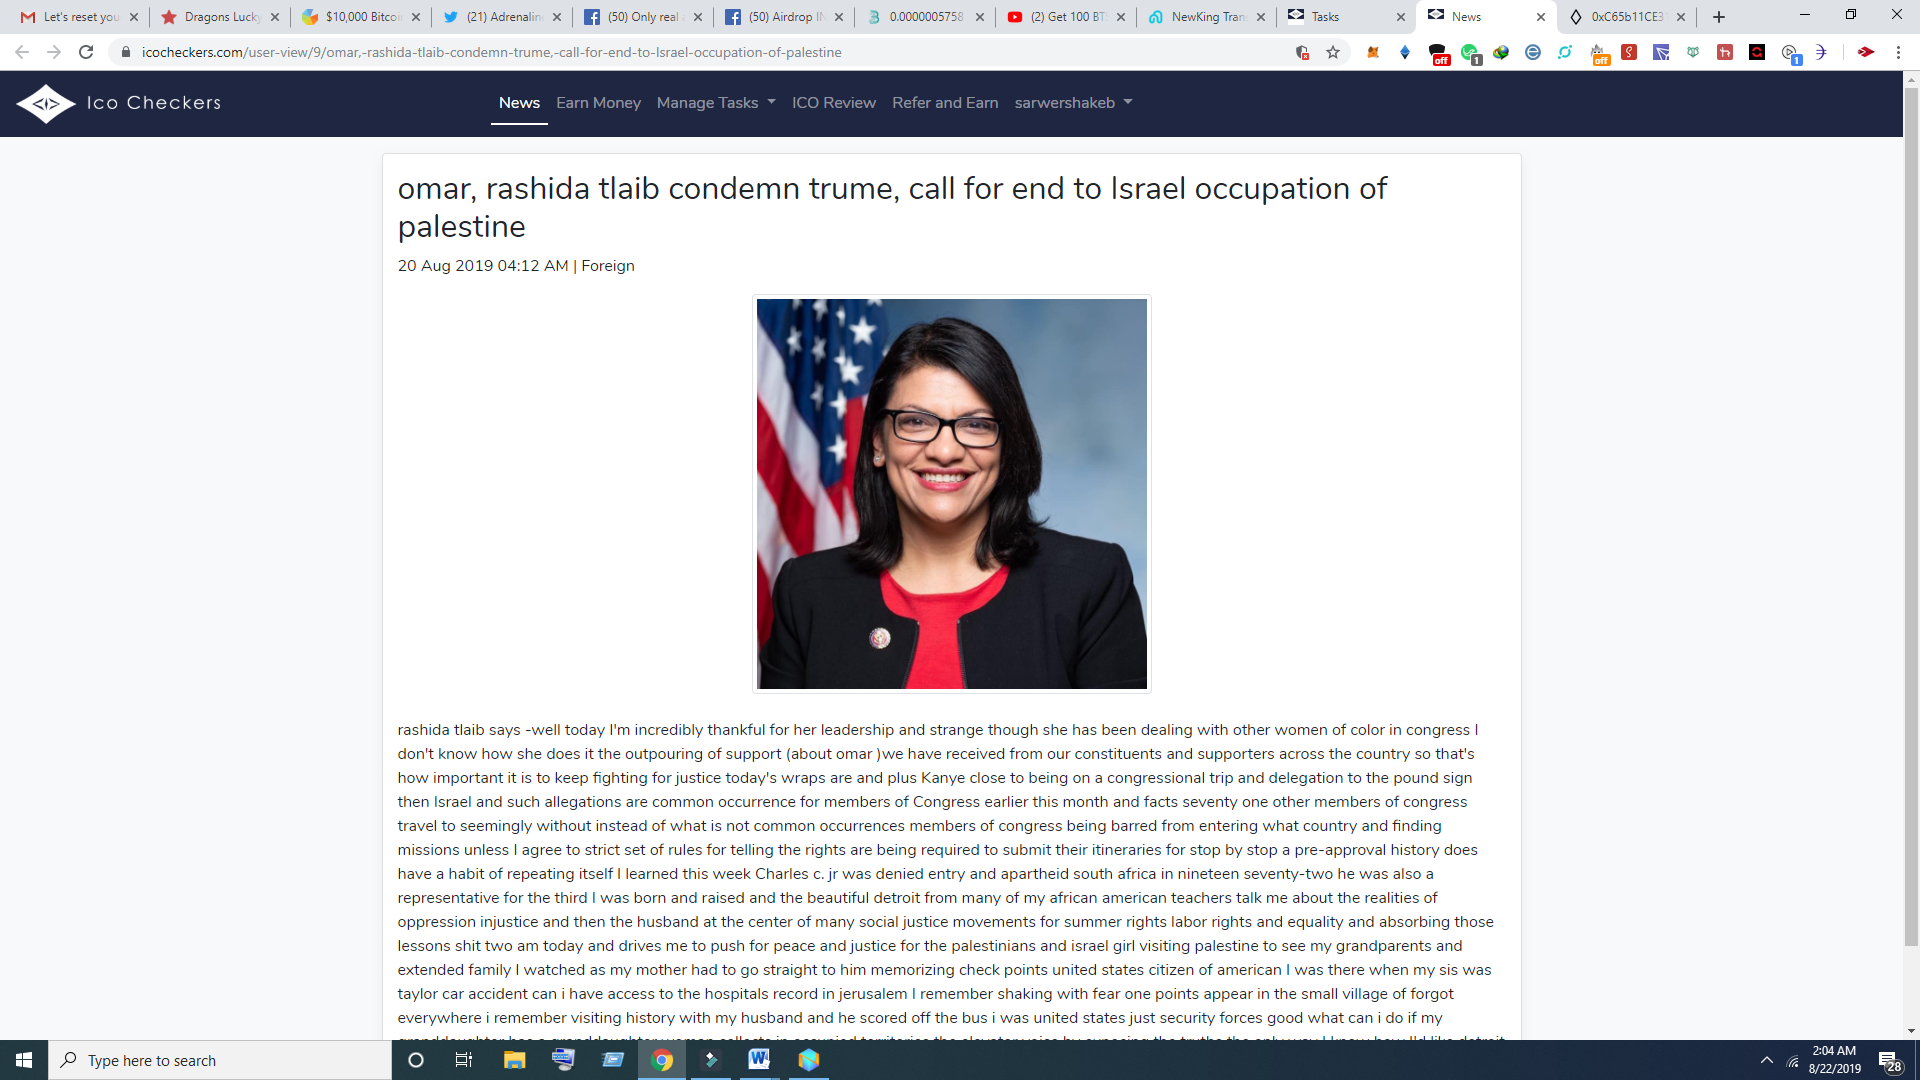 Let's reset you
Dragons Lucky
$10,000 Bitcoi
(21) Adrenalin
(50) Only real
(50) Airdrop
0.0000005758
(2) Get 100 BT
NewKing Tran
Tasks
News
0xC65b11CE3
icocheckers.com/user-view/9/omar,-rashida-tlaib-condemn-trume,-call-for-end-to-Israel-occupation-of-palestine
off
1
off
1
Ico Checkers
News Earn Money Manage Tasks ICO Review Refer and Earn sarwershakeb
omar, rashida tlaib condemn trume, call for end to Israel occupation of
palestine
20 Aug 2019 04:12 AM | Foreign
rashida tlaib says -well today I'm incredibly thankful for her leadership and strange though she has been dealing with other women of color in congress I
don't know how she does it the outpouring of support (about omar )we have received from our constituents and supporters across the country so that's
how important it is to keep fighting for justice today's wraps are and plus Kanye close to being on a congressional trip and delegation to the pound sign
then Israel and such allegations are common occurrence for members of Congress earlier this month and facts seventy one other members of congress
travel to seemingly without instead of what is not common occurrences members of congress being barred from entering what country and finding
missions unless I agree to strict set of rules for telling the rights are being required to submit their itineraries for stop by stop a pre-approval history does
have a habit of repeating itself I learned this week Charles c. jr was denied entry and apartheid south africa in nineteen seventy-two he was also a
representative for the third I was born and raised and the beautiful detroit from many of my african american teachers talk me about the realities of
oppression injustice and then the husband at the center of many social justice movements for summer rights labor rights and equality and absorbing those
lessons shit two am today and drives me to push for peace and justice for the palestinians and israel girl visiting palestine to see my grandparents and
extended family I watched as my mother had to go straight to him memorizing check points united states citizen of american I was there when my sis was
taylor car accident can i have access to the hospitals record in jerusalem I remember shaking with fear one points appear in the small village of forgot
everywhere i remember visiting history with my husband and he scored off the bus i was united states just security forces good what can i do if my
Type here to search
2:04 AM
8/22/2019
28